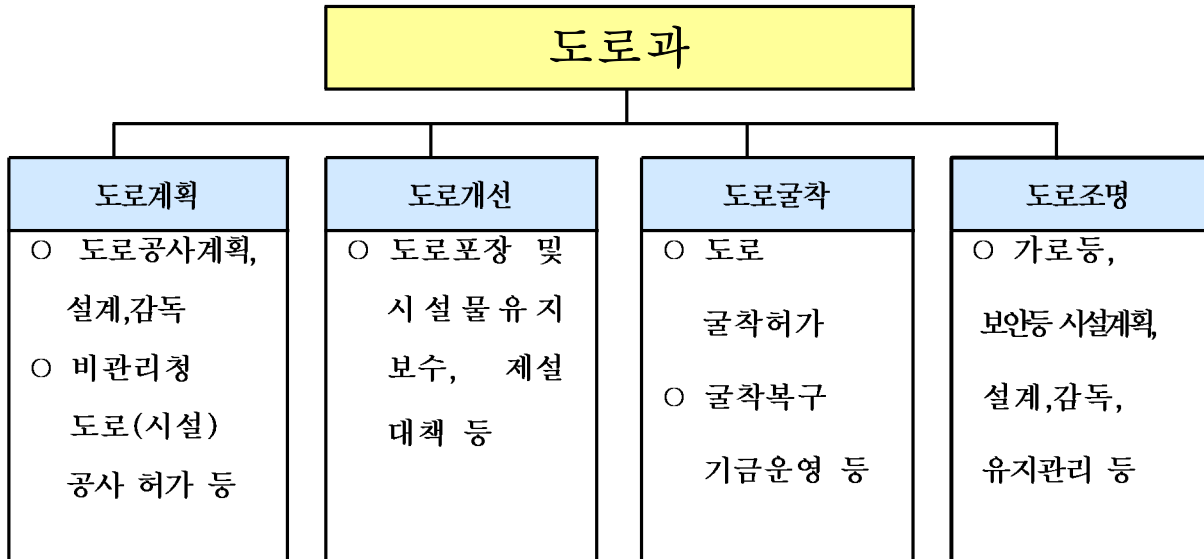 도로과
도로계획
○ 도로공사계획,
설계,감독
○ 비관리청
도로(시설)
공사 허가 등
도로개선
○ 도로포장 및
시설물유지
보수, 제설
대책 등
도로굴착
○ 도로
굴착허가
○ 굴착복구
기금운영 등
도로조명
○ 가로등,
보안등 시설계획,
설계,감독,
유지관리 등